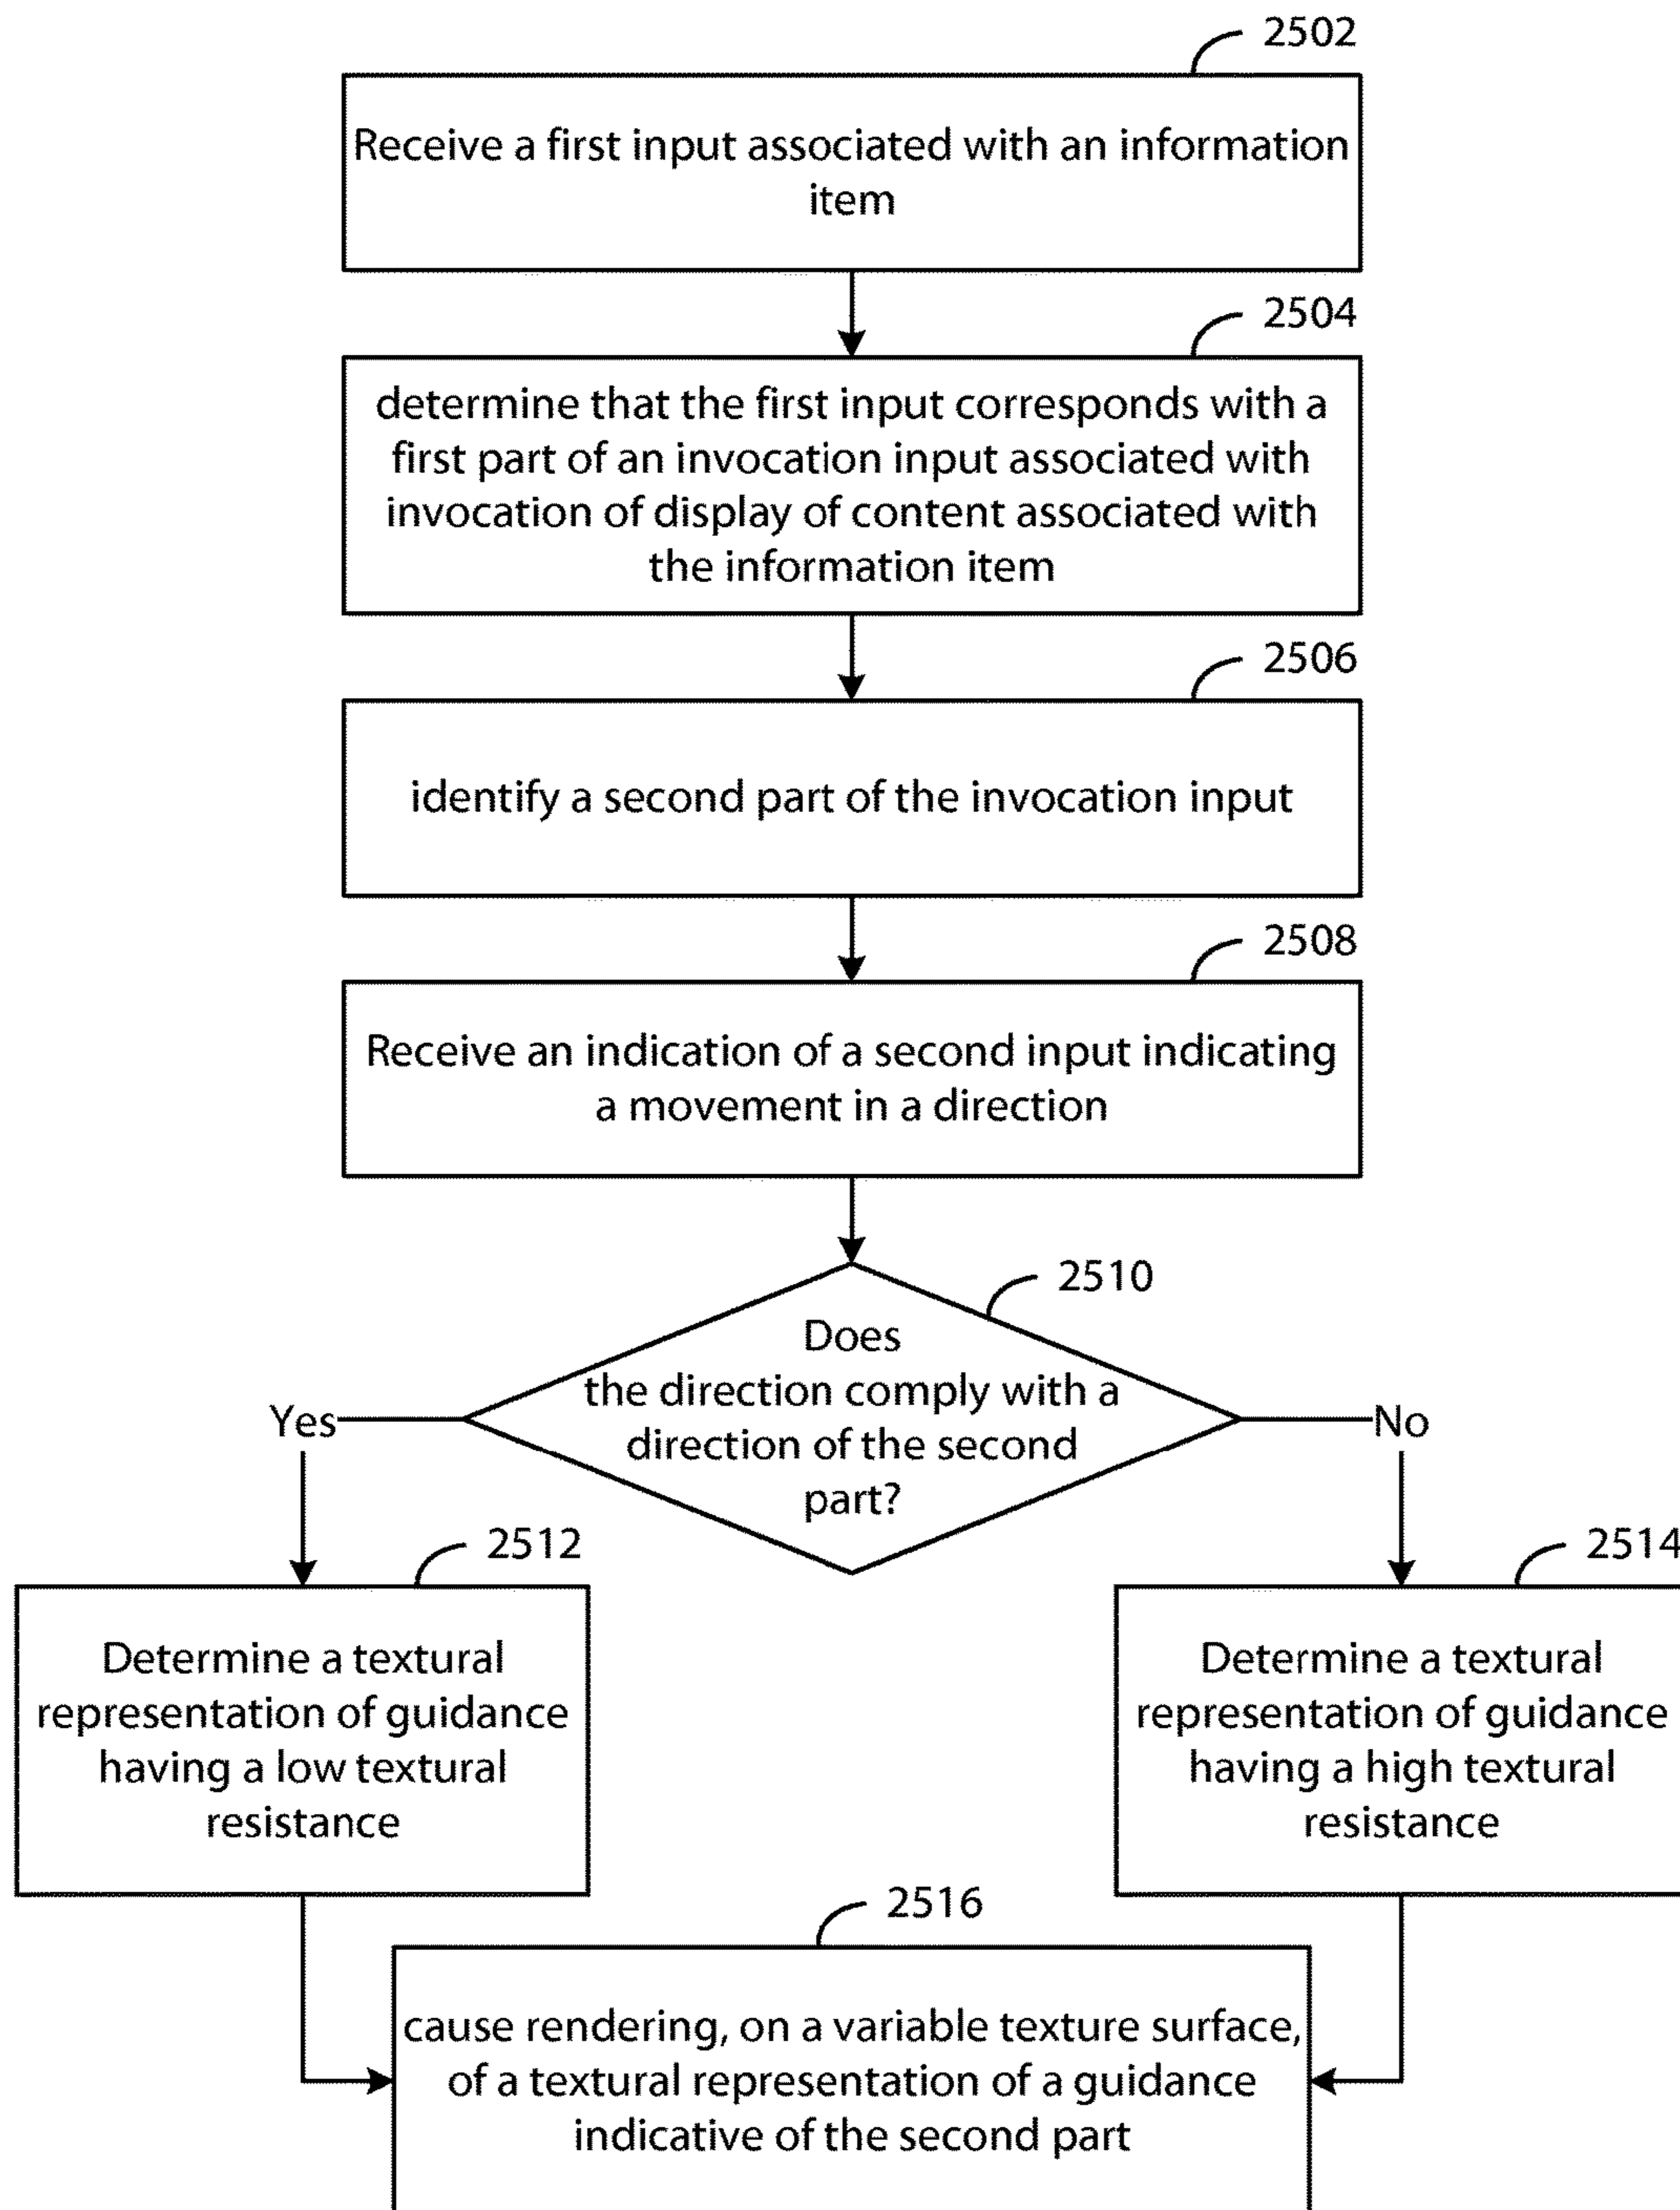 2502
Receive a first input associated with an information
item
2504
determine that the first input corresponds with a
first part of an invocation input associated with
invocation of display of content associated with
the information item
2506
identify a second part of the invocation input
2508
Receive an indication of a second input indicating
a movement in a direction
2510
Does
the direction comply with a
direction of the second
part?
Yes
No
2512
Determine a textural
representation of guidance
having a low textural
resistance
2514
Determine a textural
representation of guidance
having a high textural
resistance
2516
cause rendering, on a variable texture surface,
of a textural representation of a guidance
indicative of the second part